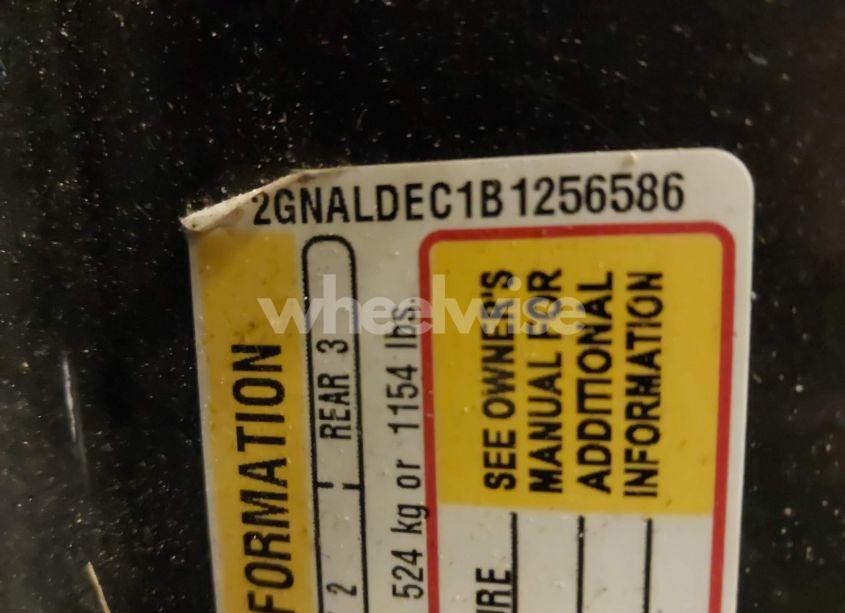 2GNALDEC1B1256586
FORMATION
2 REAR 3
524 kg or 1154 lbs.
SEE OWNER'S
MANUAL FOR
ADDITIONAL
INFORMATION
URE
wheelwise